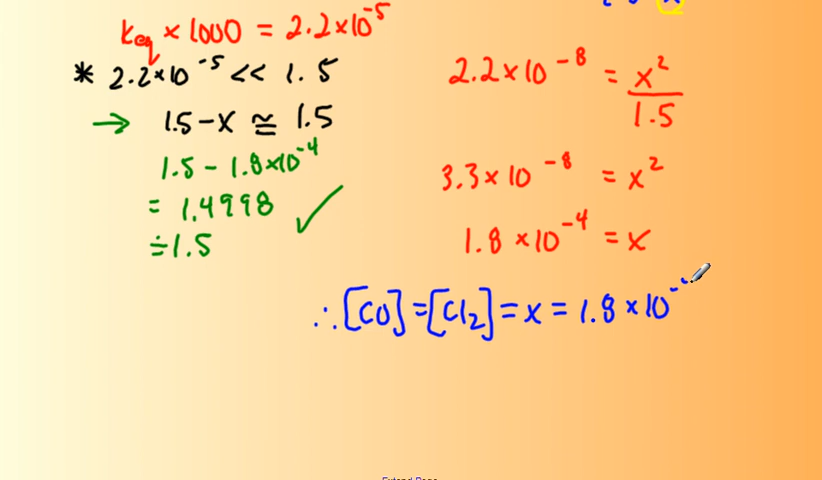 Keq × 1000 = 2.2×10⁻⁵
* 2.2×10⁻⁵ << 1.5
→ 1.5-x ≅ 1.5
1.5 - 1.8×10⁻⁴
= 1.4998 ✓
≑1.5
2.2×10⁻⁸ = x²/1.5
3.3×10⁻⁸ = x²
1.8×10⁻⁴ = x
∴[CO]=[Cl₂]=x=1.8×10⁻